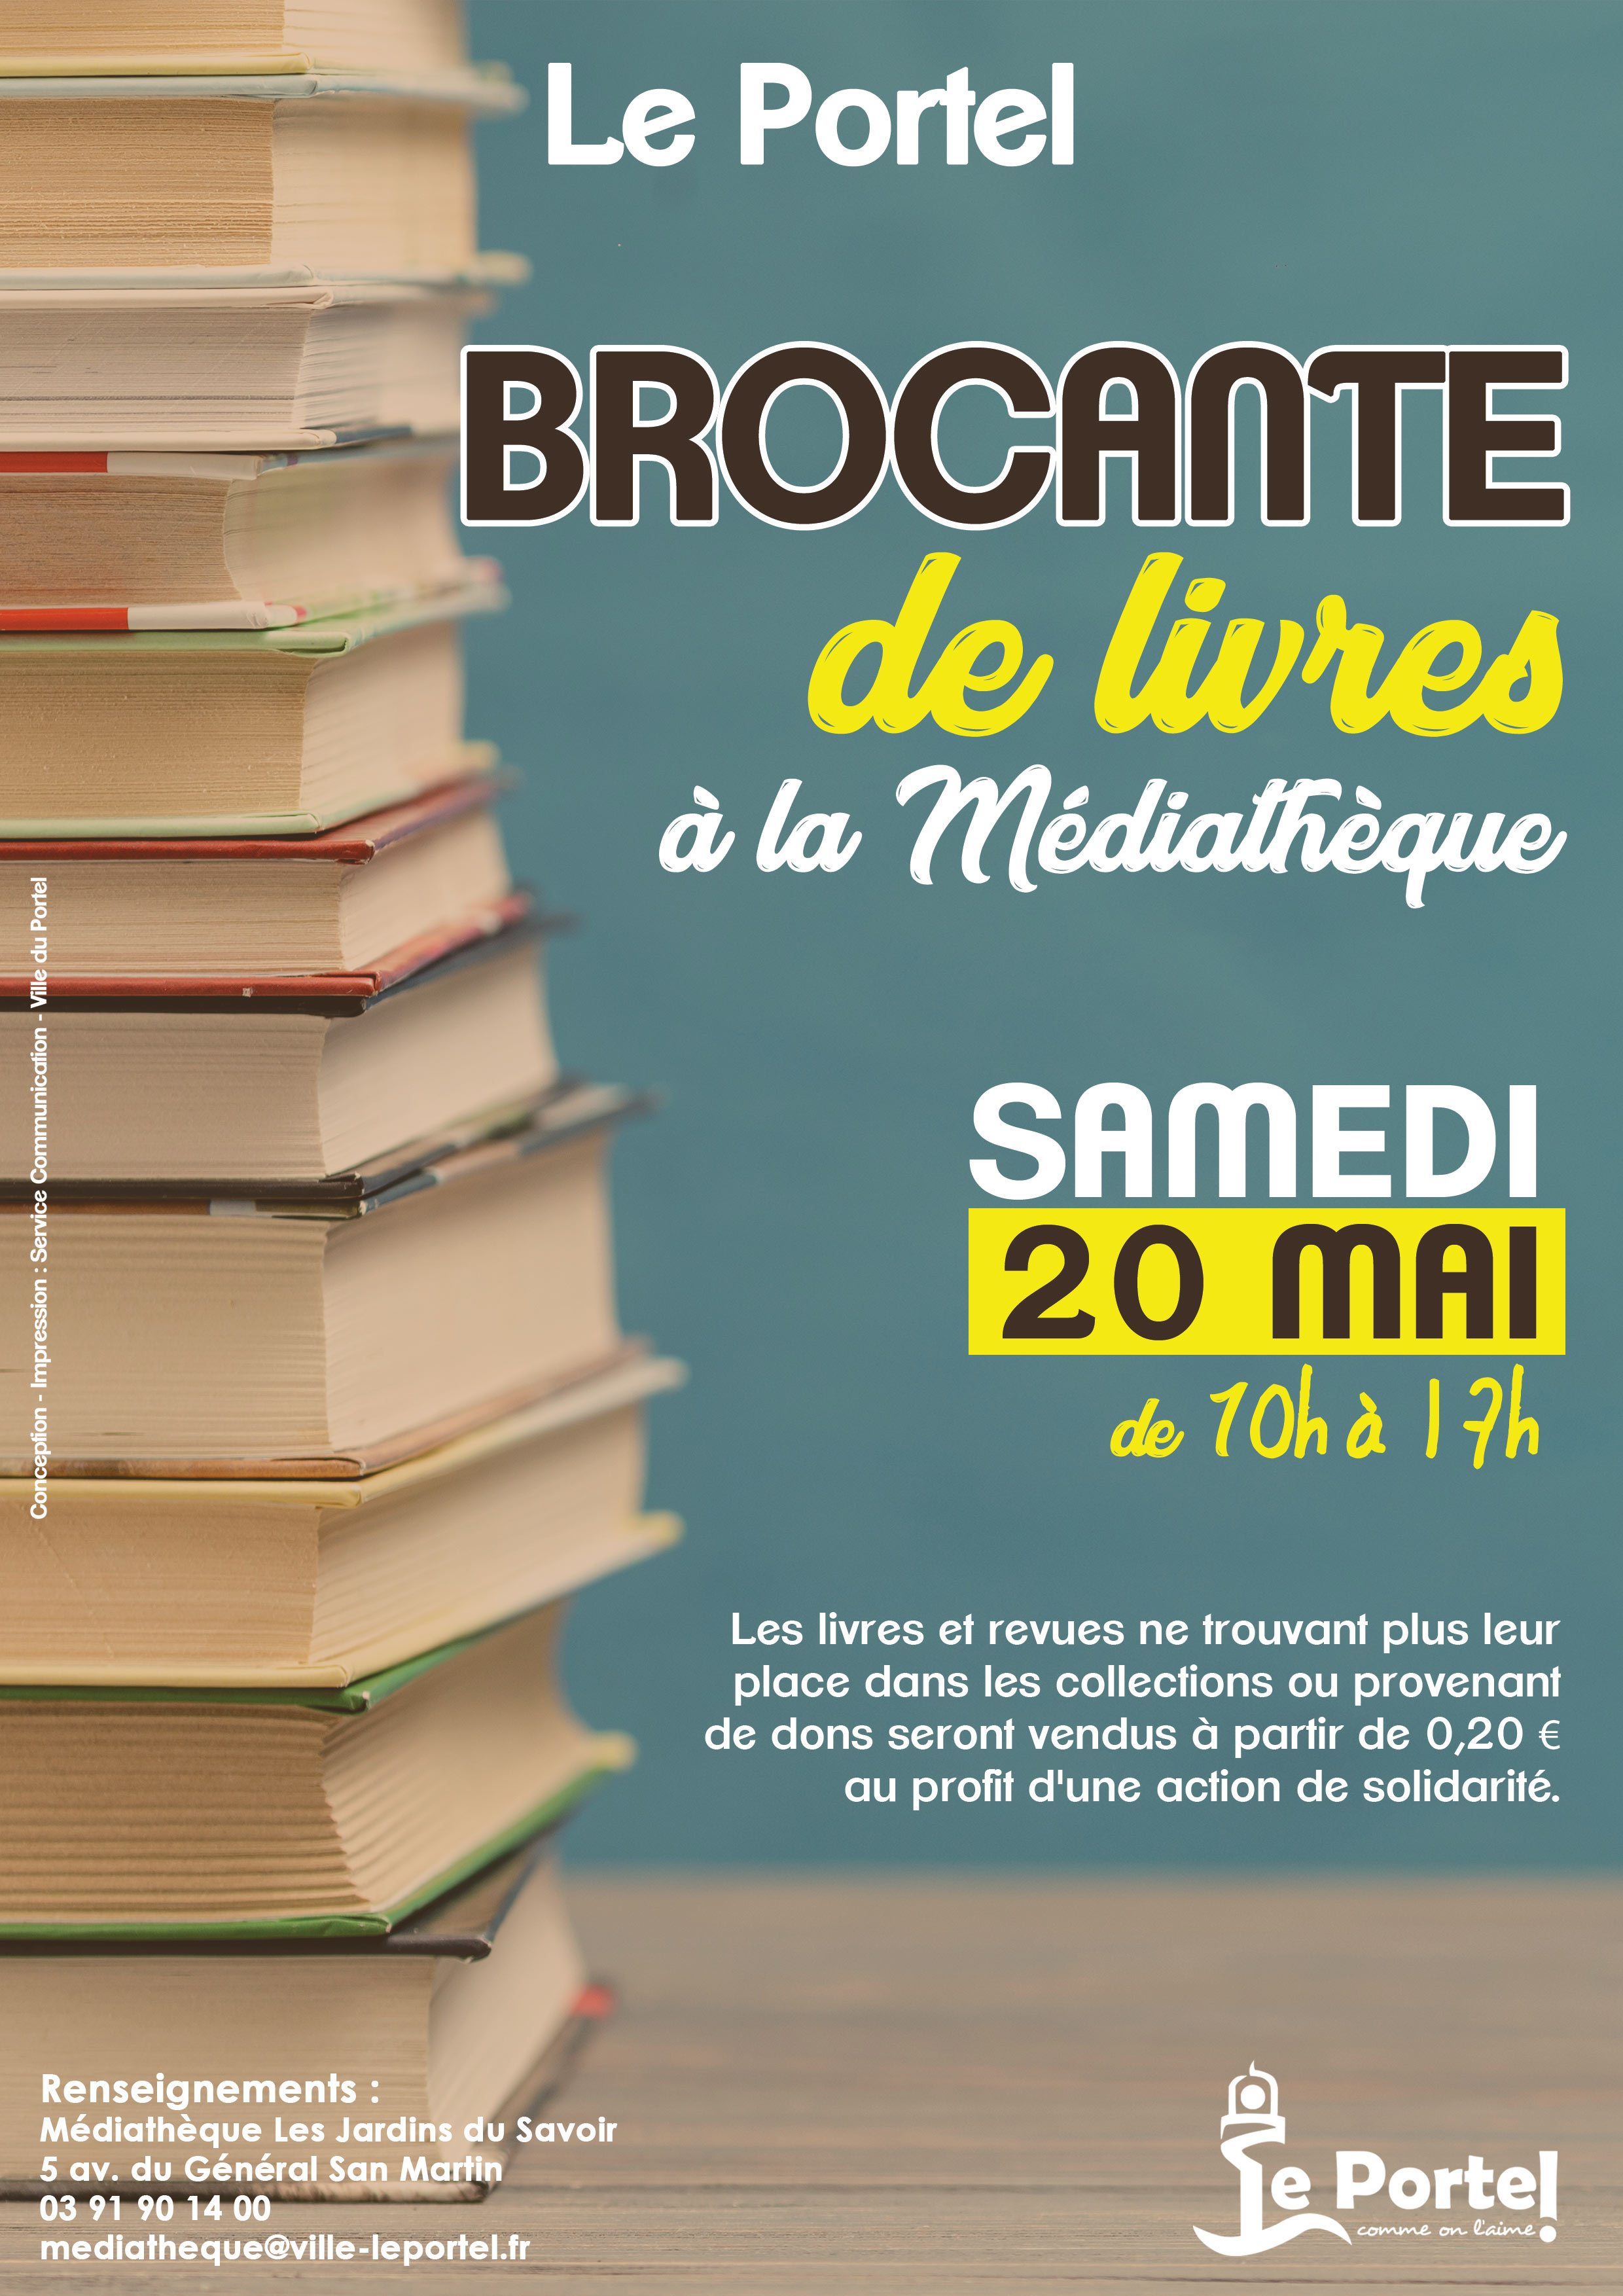 Le Portel
BROCANTE
de livres
à la Médiathèque
SAMEDI
20 MAI
de 10h à 17h
Les livres et revues ne trouvant plus leur
place dans les collections ou provenant
de dons seront vendus à partir de 0,20 €
au profit d'une action de solidarité.
Conception - Impression : Service Communication - Ville du Portel
Renseignements :
Médiathèque Les Jardins du Savoir
5 av. du Général San Martin
03 91 90 14 00
mediatheque@ville-leportel.fr
Le Portel!
comme on l'aime